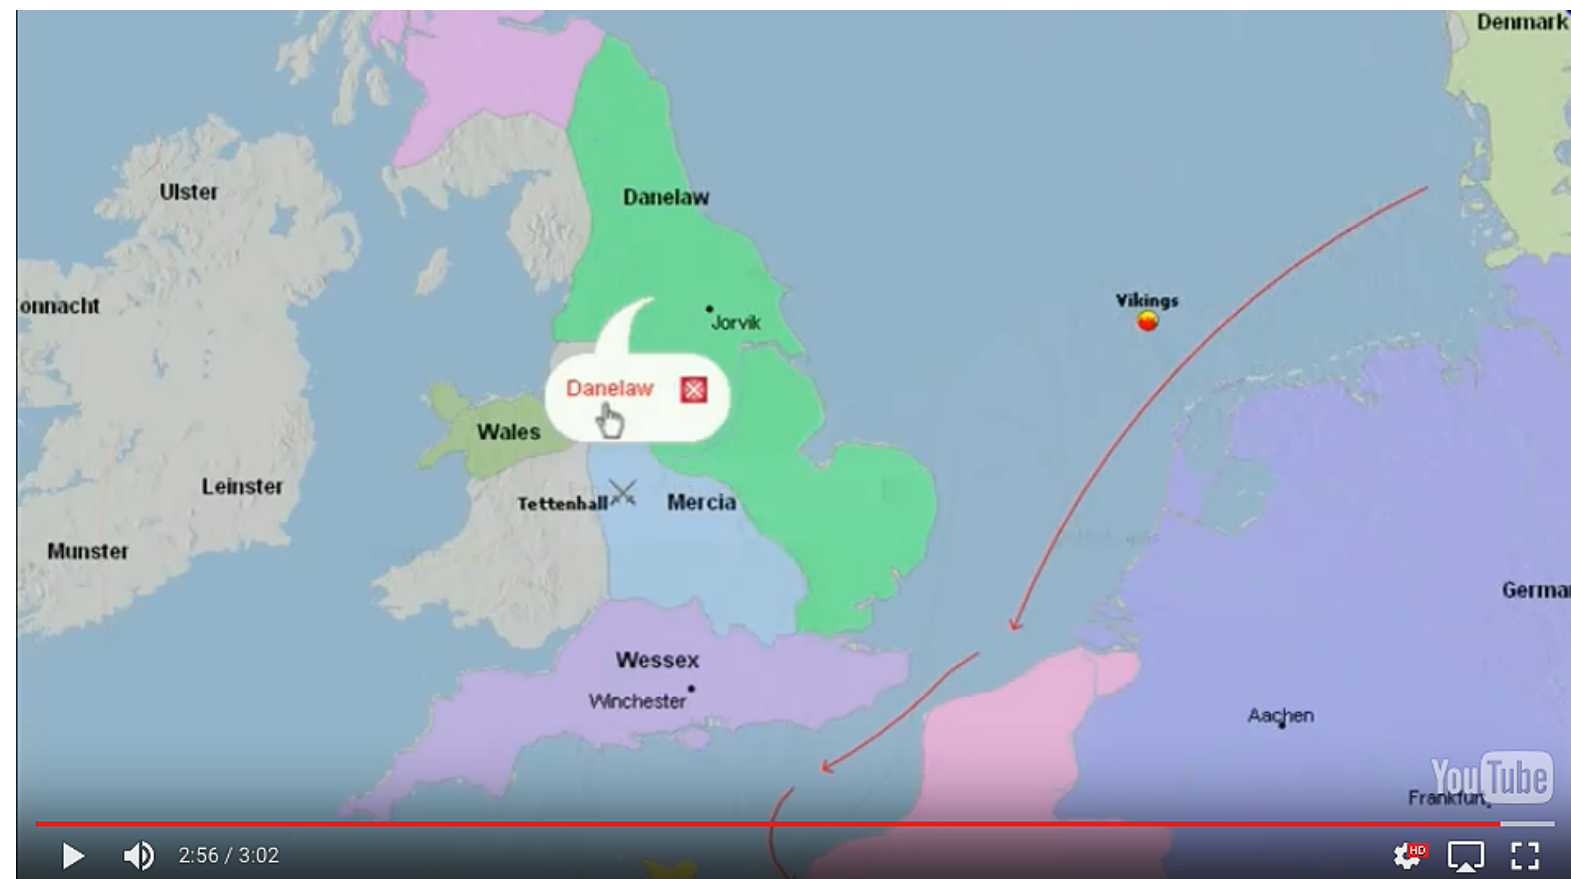 Denmark
Ulster
Danelaw
onnacht
Vikings
Jorvik
Danelaw
Wales
Leinster
Tettenhall
Mercia
Munster
Germa
Wessex
Winchester
Aachen
YouTube
Frankfur
2:56 / 3:02
HD